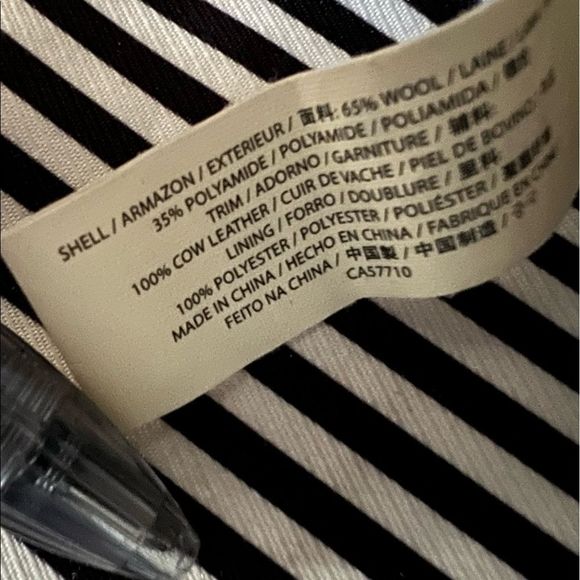 SHELL / ARMAZON / EXTERIEUR / 面料: 65% WOOL / LAINE /
35% POLYAMIDE / POLYAMIDE / POLIAMIDA /
TRIM / ADORNO / GARNITURE / 輔料:
100% COW LEATHER / CUIR DE VACHE / PIEL DE BOVINO:
LINING / FORRO / DOUBLURE / 里料:
100% POLYESTER / POLYESTER / POLIÉSTER /
MADE IN CHINA / HECHO EN CHINA / FABRIQUE EN CHINE
FEITO NA CHINA / 中国製 / 中国制造 /
CA57710